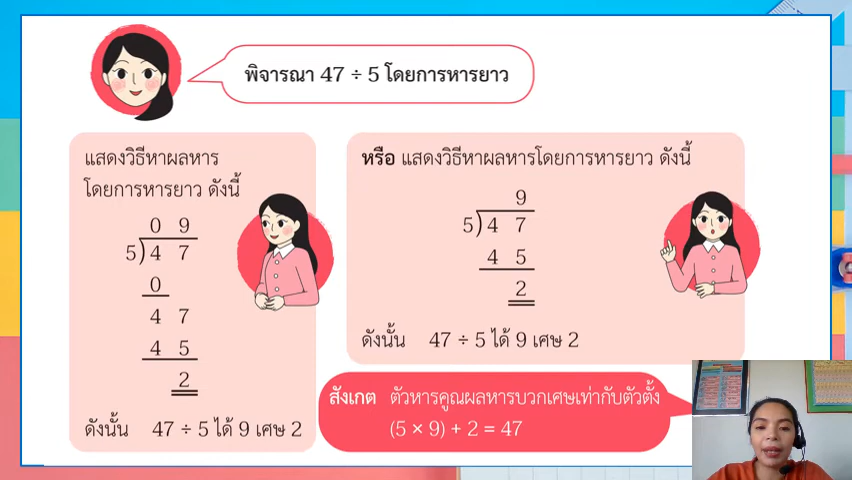 พิจารณา 47 ÷ 5 โดยการหารยาว
แสดงวิธีหาผลหาร
โดยการหารยาว ดังนี้
0 9
5)4 7
0
4 7
4 5
2
ดังนั้น 47 ÷ 5 ได้ 9 เศษ 2
หรือ แสดงวิธีหาผลหารโดยการหารยาว ดังนี้
9
5)4 7
4 5
2
ดังนั้น 47 ÷ 5 ได้ 9 เศษ 2
สังเกต ตัวหารคูณผลหารบวกเศษเท่ากับตัวตั้ง
(5 × 9) + 2 = 47